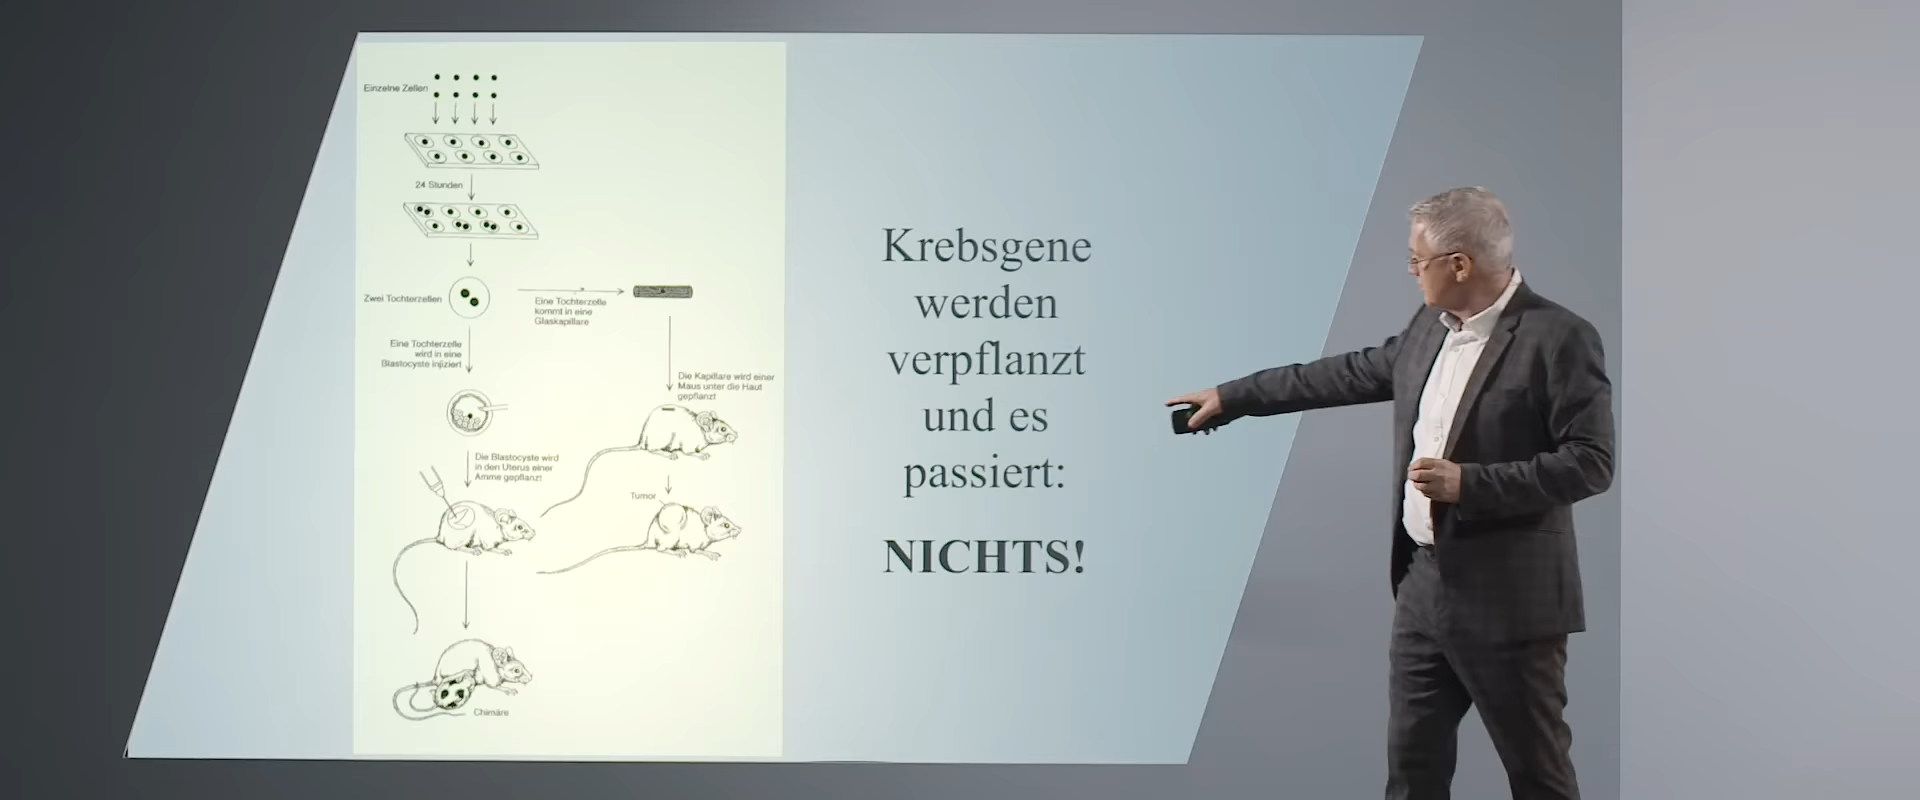 Einzelne Zellen
24 Stunden
Zwei Tochterzellen
Eine Tochterzelle
kommt in eine
Glaskapillare
Eine Tochterzelle
wird in eine
Blastocyste injiziert
Die Kapillare wird einer
Maus unter die Haut
gepflanzt
Die Blastocyste wird
in den Uterus einer
Amme gepflanzt
Tumor
Chimäre
Krebsgene
werden
verpflanzt
und es
passiert:
NICHTS!